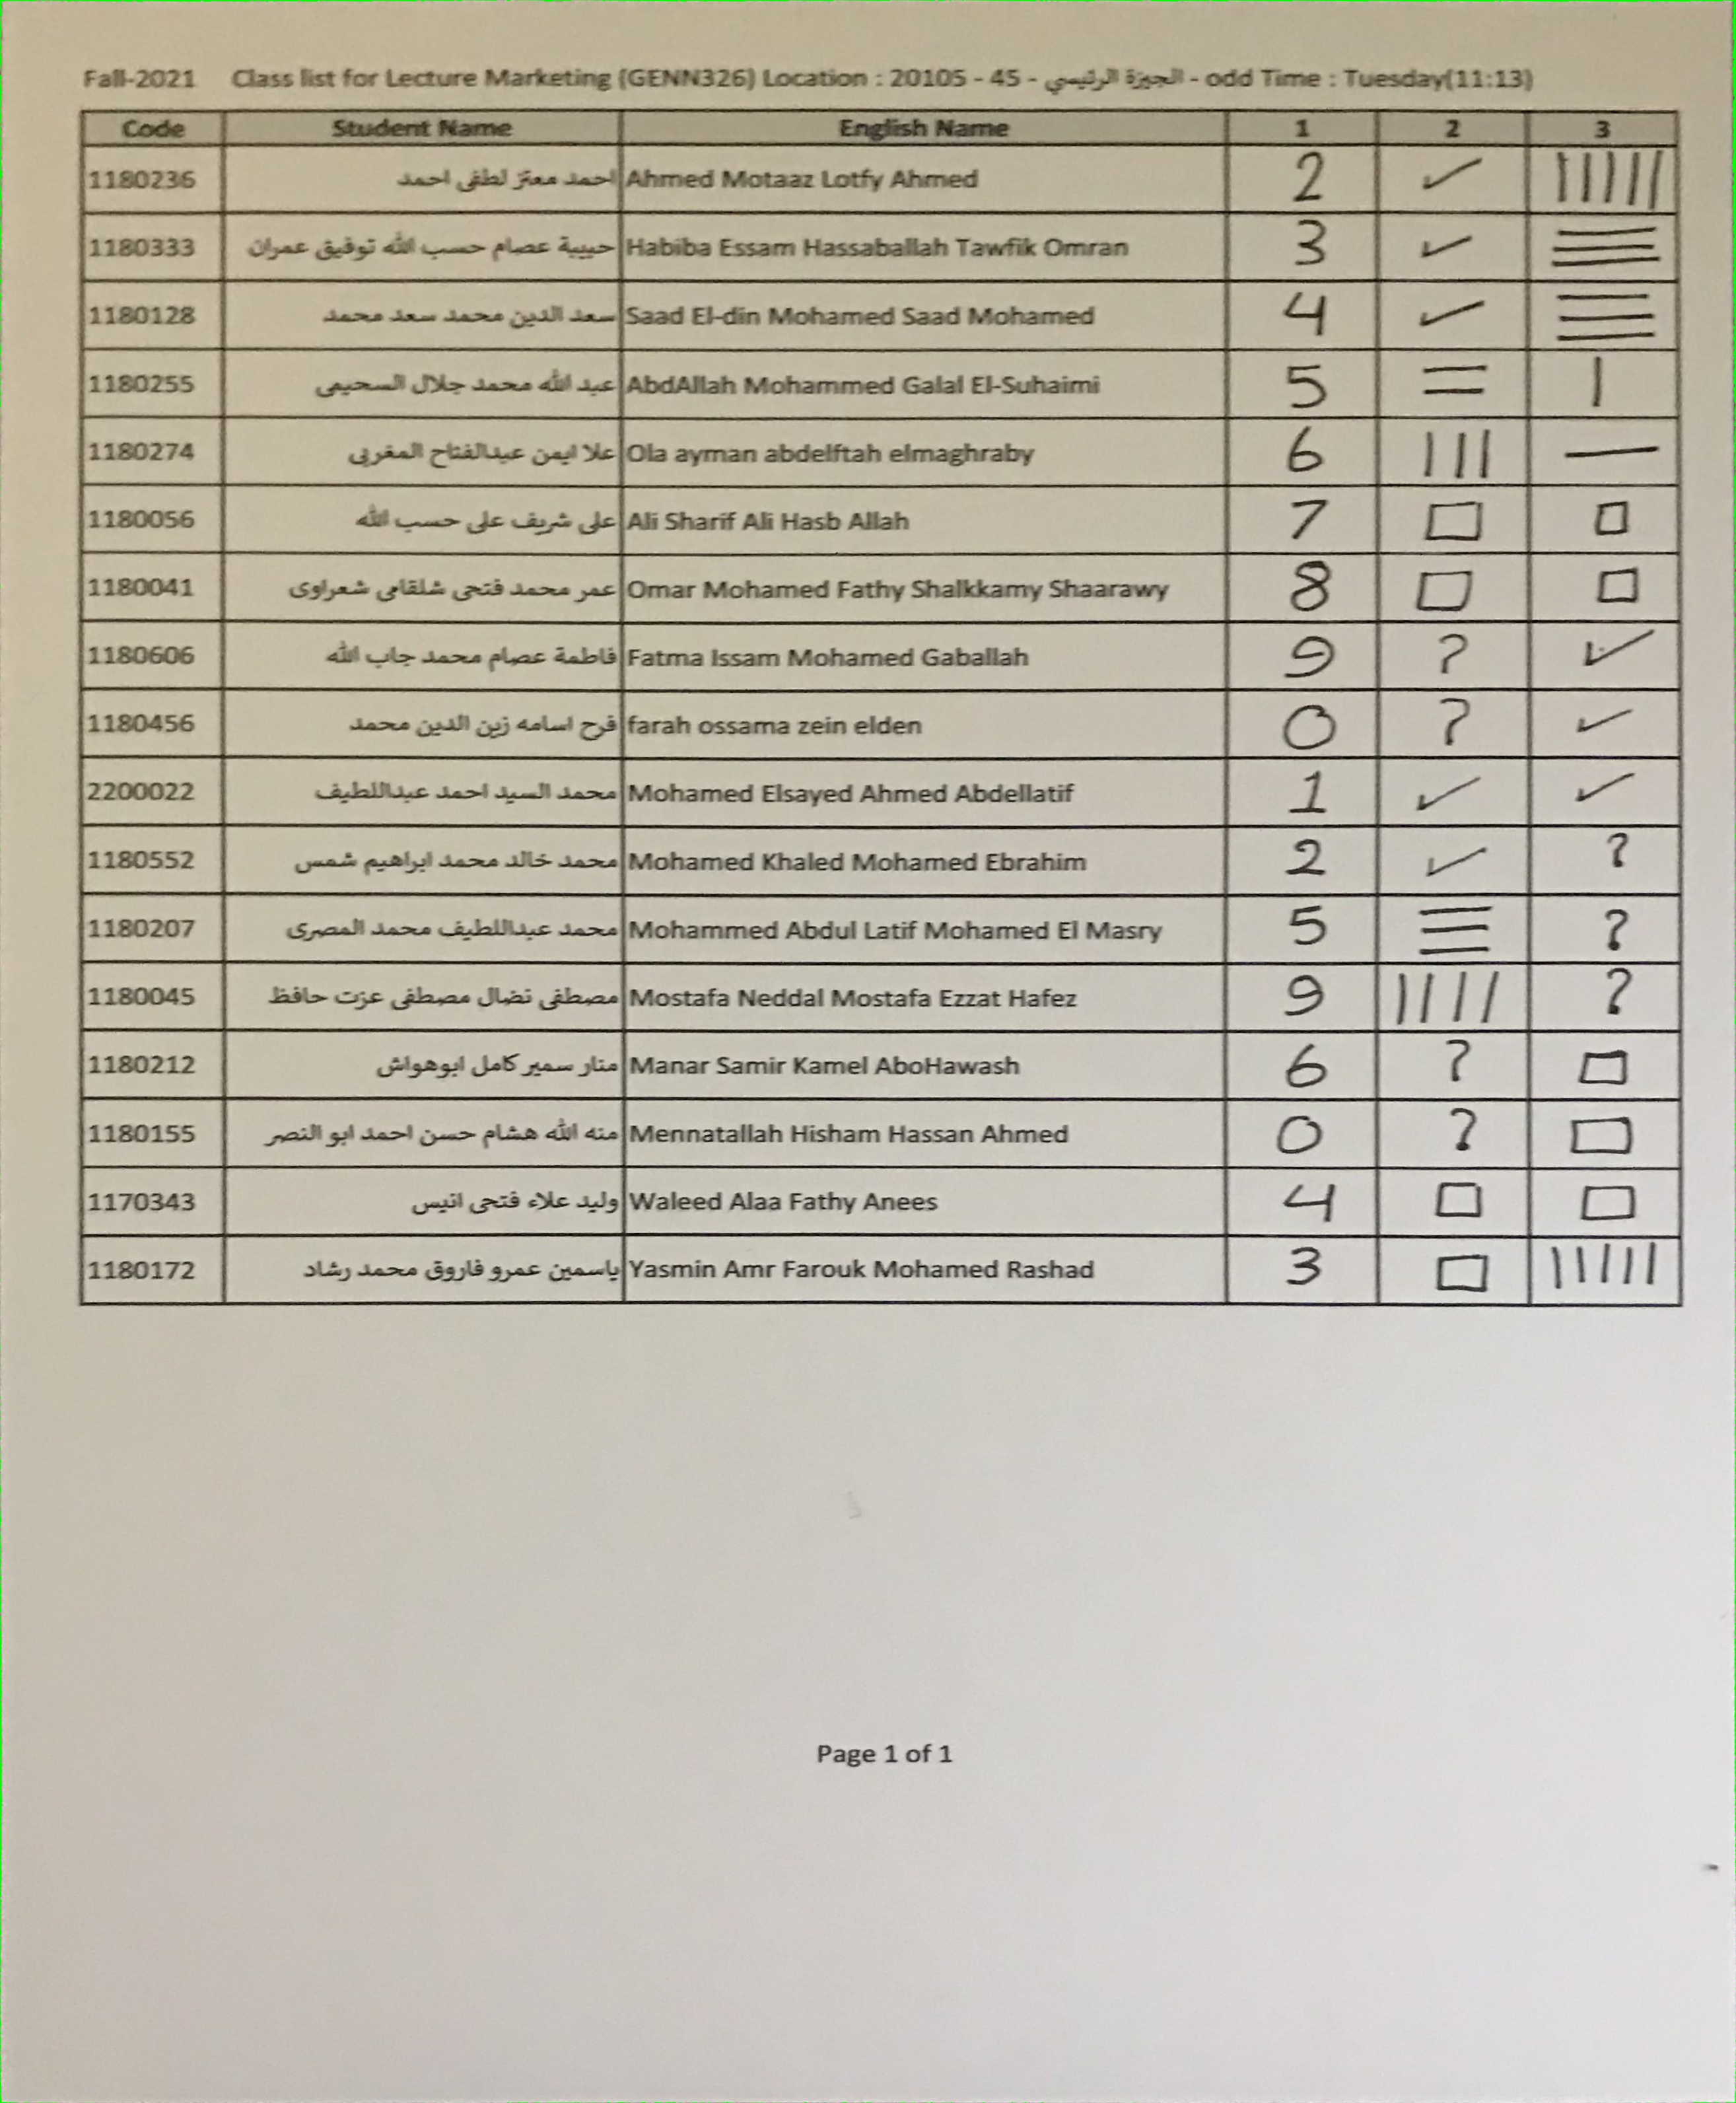 Fall-2021 Class list for Lecture Marketing (GENN326) Location : 20105 - 45 - الجيزة الرئيسي - odd Time : Tuesday(11:13)
Code Student Name English Name 1 2 3
1180236 احمد معتز لطفى احمد Ahmed Motaaz Lotfy Ahmed 2 ✓ |||||
1180333 حبيبة عصام حسب الله توفيق عمران Habiba Essam Hassaballah Tawfik Omran 3 ✓ ☰
1180128 سعد الدين محمد سعد محمد Saad El-din Mohamed Saad Mohamed 4 ✓ ☰
1180255 عبد الله محمد جلال السحيمى AbdAllah Mohammed Galal El-Suhaimi 5 = |
1180274 علا ايمن عبدالفتاح المغربى Ola ayman abdelftah elmaghraby 6 ||| —
1180056 على شريف على حسب الله Ali Sharif Ali Hasb Allah 7 □ □
1180041 عمر محمد فتحى شلقامى شعراوى Omar Mohamed Fathy Shalkkamy Shaarawy 8 □ □
1180606 فاطمة عصام محمد جاب الله Fatma Issam Mohamed Gaballah 9 ? ✓
1180456 فرح اسامه زين الدين محمد farah ossama zein elden 0 ? ✓
2200022 محمد السيد احمد عبداللطيف Mohamed Elsayed Ahmed Abdellatif 1 ✓ ✓
1180552 محمد خالد محمد ابراهيم شمس Mohamed Khaled Mohamed Ebrahim 2 ✓ ?
1180207 محمد عبداللطيف محمد المصرى Mohammed Abdul Latif Mohamed El Masry 5 ☰ ?
1180045 مصطفى نضال مصطفى عزت حافظ Mostafa Neddal Mostafa Ezzat Hafez 9 |||| ?
1180212 منار سمير كامل ابوهواش Manar Samir Kamel AboHawash 6 ? □
1180155 منه الله هشام حسن احمد ابو النصر Mennatallah Hisham Hassan Ahmed 0 ? □
1170343 وليد علاء فتحى انيس Waleed Alaa Fathy Anees 4 □ □
1180172 ياسمين عمرو فاروق محمد رشاد Yasmin Amr Farouk Mohamed Rashad 3 □ |||||
Page 1 of 1